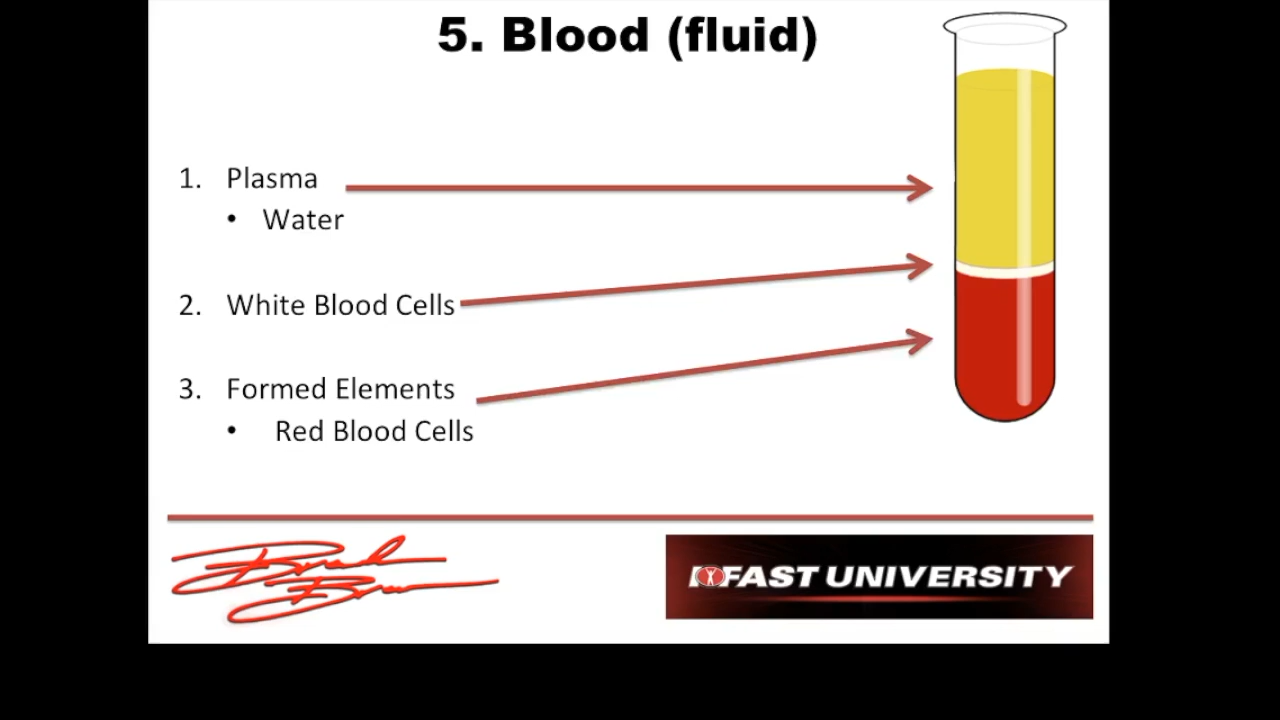 5. Blood (fluid)
1. Plasma
• Water
2. White Blood Cells
3. Formed Elements
• Red Blood Cells
FAST UNIVERSITY